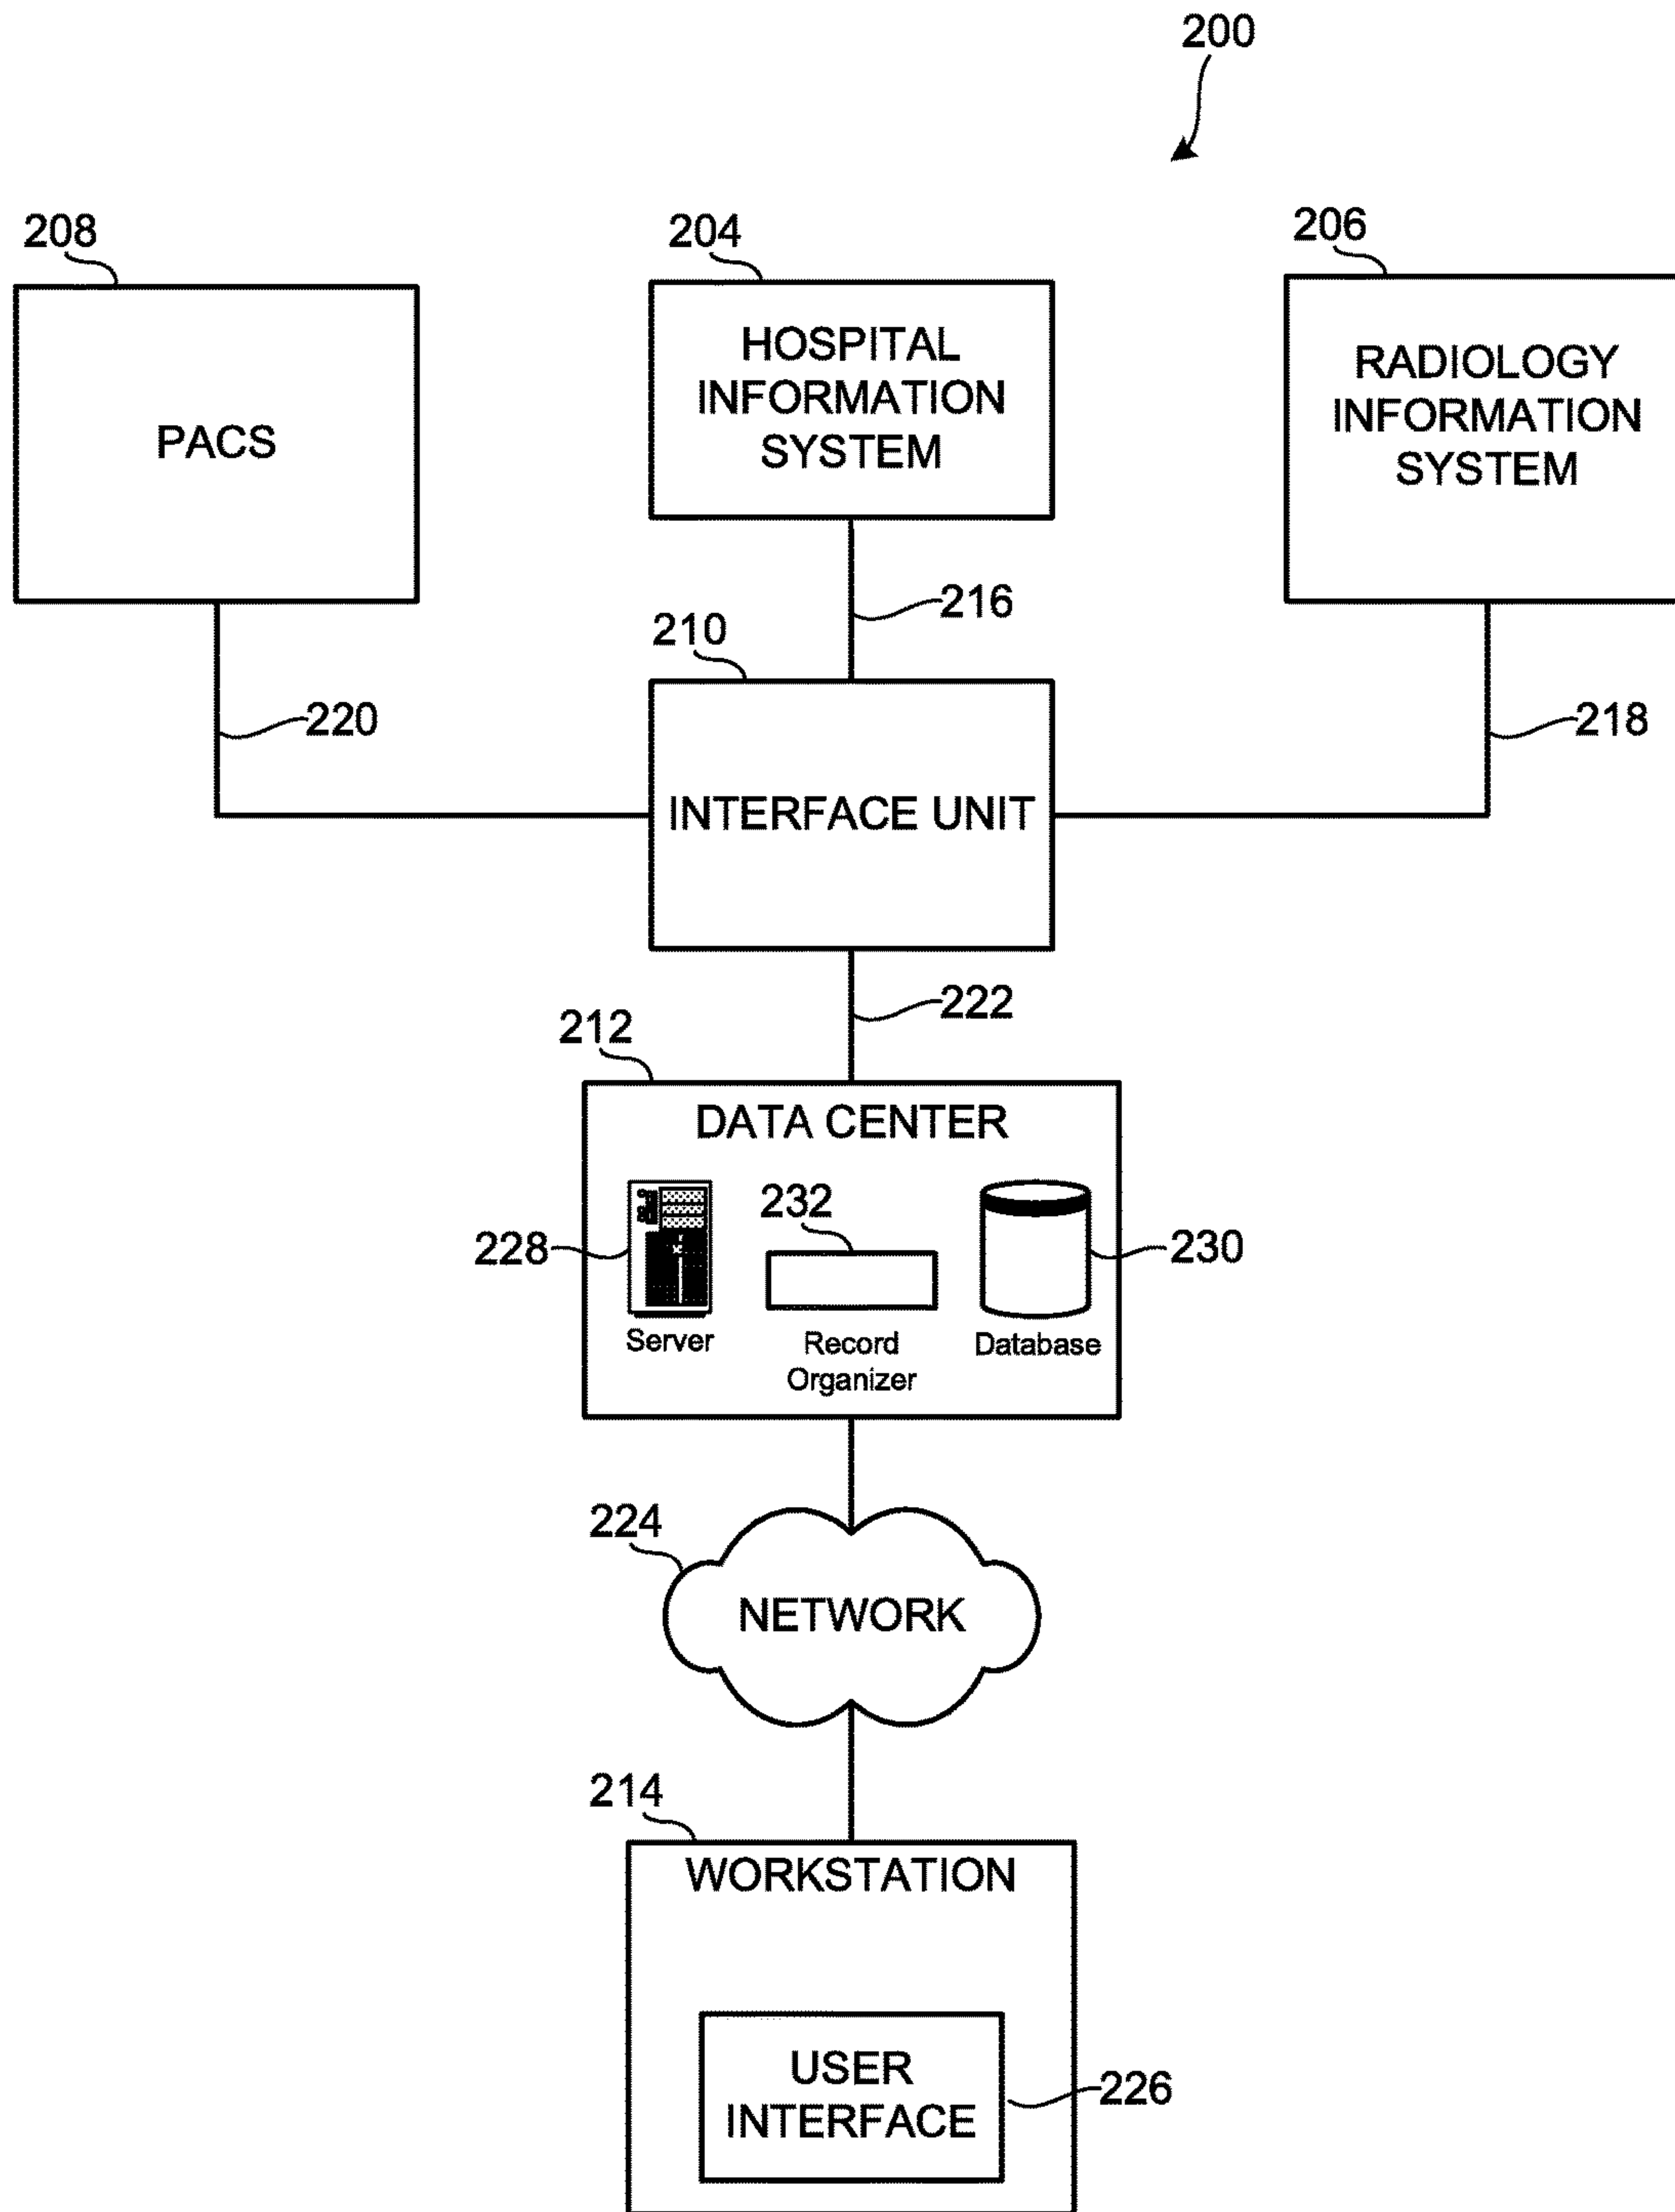 200
208
204
206
PACS
HOSPITAL
INFORMATION
SYSTEM
RADIOLOGY
INFORMATION
SYSTEM
216
210
220
218
INTERFACE UNIT
222
212
DATA CENTER
232
228
230
Server
Record
Organizer
Database
224
NETWORK
214
WORKSTATION
USER
INTERFACE
226